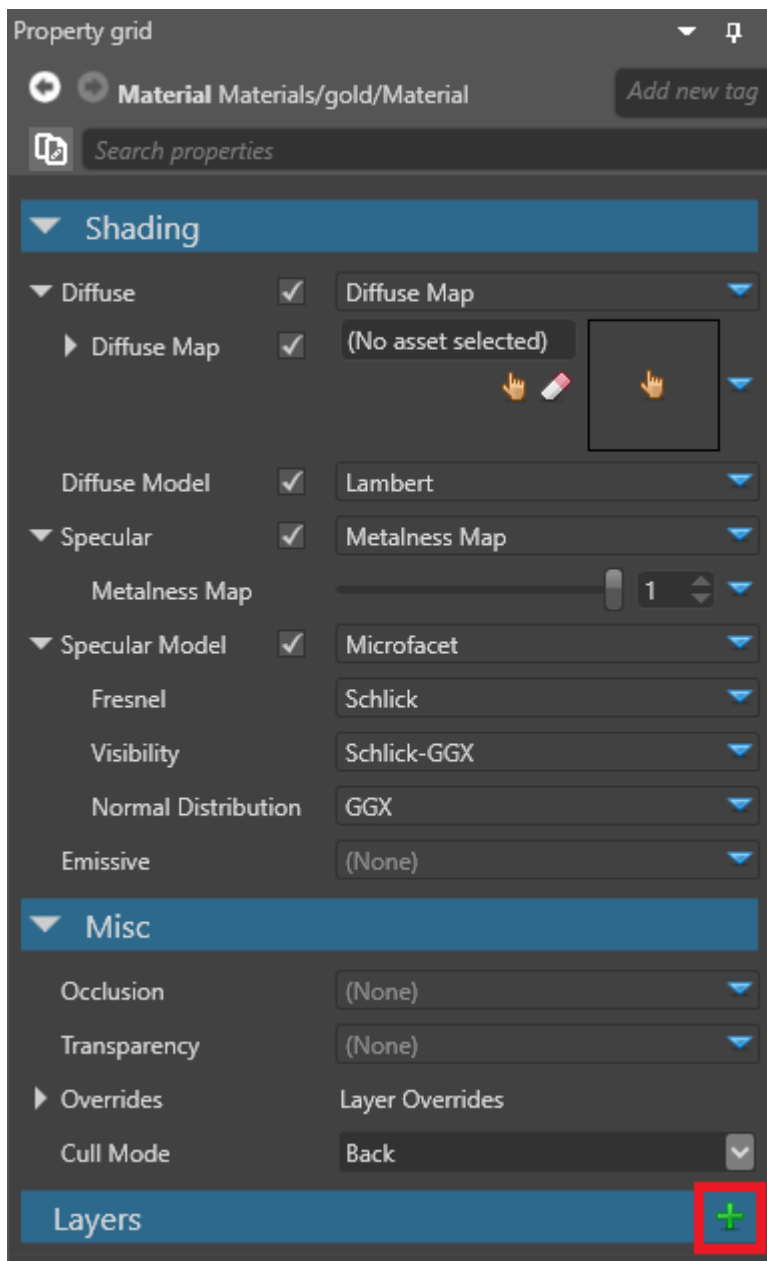 Property grid
Material Materials/gold/Material Add new tag
Search properties
Shading
Diffuse Diffuse Map
Diffuse Map (No asset selected)
Diffuse Model Lambert
Specular Metalness Map
Metalness Map 1
Specular Model Microfacet
Fresnel Schlick
Visibility Schlick-GGX
Normal Distribution GGX
Emissive (None)
Misc
Occlusion (None)
Transparency (None)
Overrides Layer Overrides
Cull Mode Back
Layers